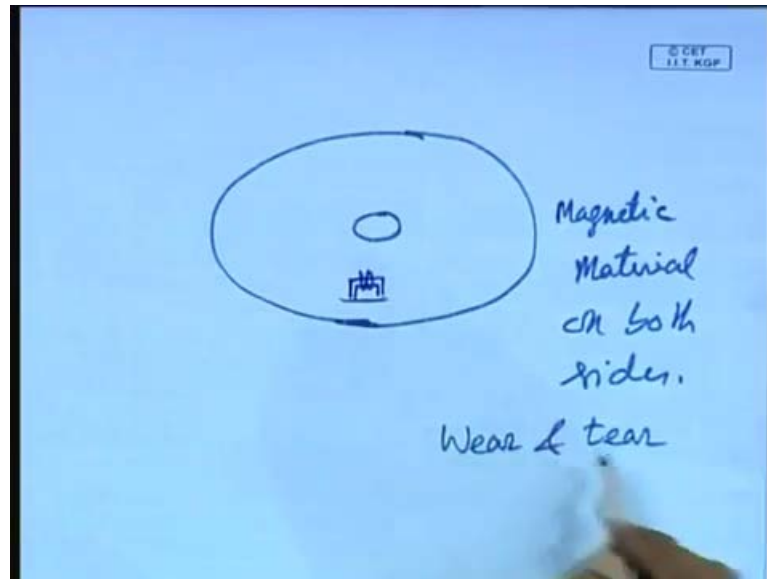 © CET
I.I.T. KGP
Magnetic
Material
on both
sides.
Wear & tear